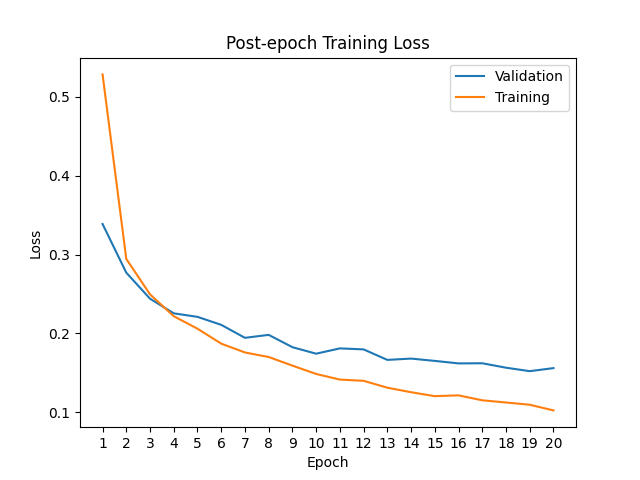 Post-epoch Training Loss
Validation
Training
0.5
0.4
0.3
0.2
0.1
Loss
1 2 3 4 5 6 7 8 9 10 11 12 13 14 15 16 17 18 19 20
Epoch